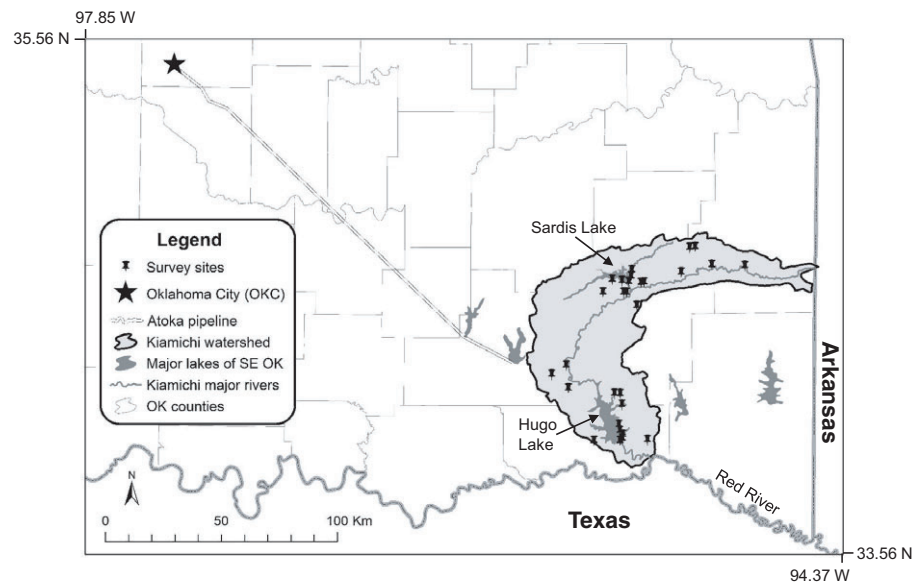 97.85 W
35.56 N
Sardis Lake
Legend
Survey sites
Oklahoma City (OKC)
Atoka pipeline
Kiamichi watershed
Major lakes of SE OK
Kiamichi major rivers
OK counties
Hugo
Lake
Arkansas
N
0 50 100 Km
Red River
Texas
33.56 N
94.37 W